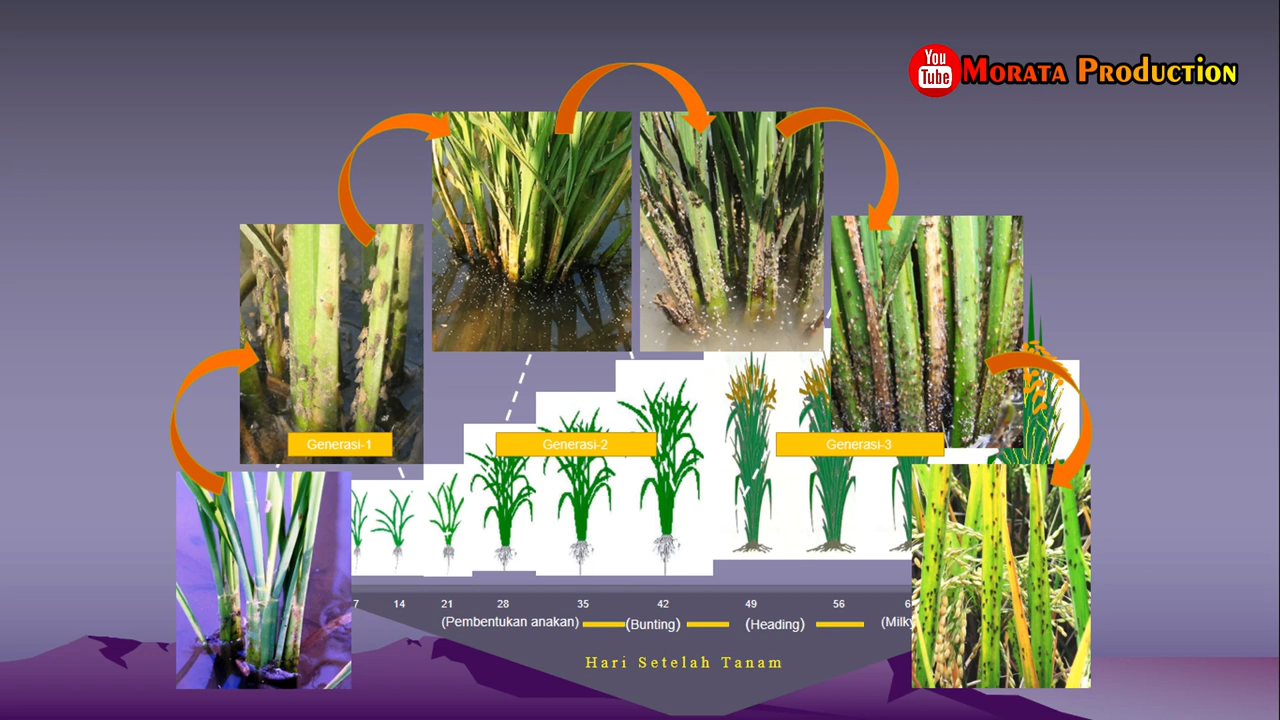 You
Tube
Morata Production
Generasi-1
Generasi-2
Generasi-3
7 14 21 28 35 42 49 56
(Pembentukan anakan) (Bunting) (Heading)
Hari Setelah Tanam